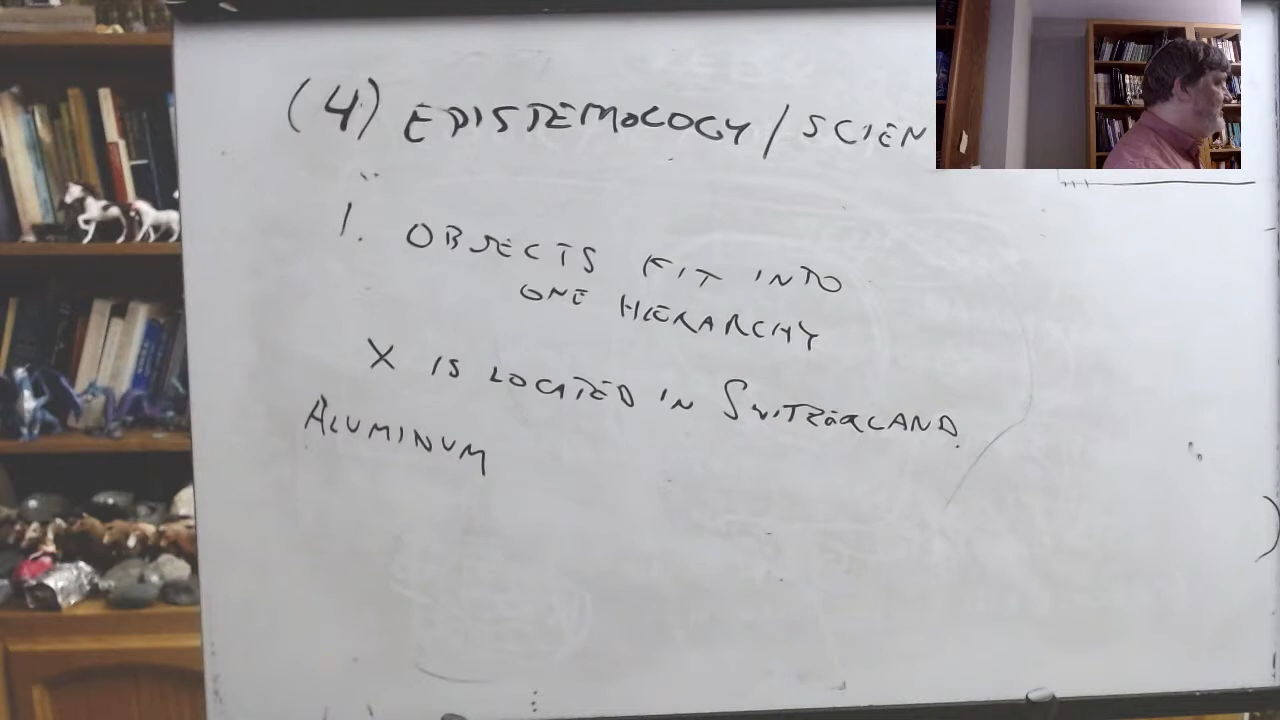 (4) EPISTEMOLOGY/SCIEN
1. OBJECTS FIT INTO
ONE HIERARCHY
X IS LOCATED IN SWITZERLAND.
ALUMINUM